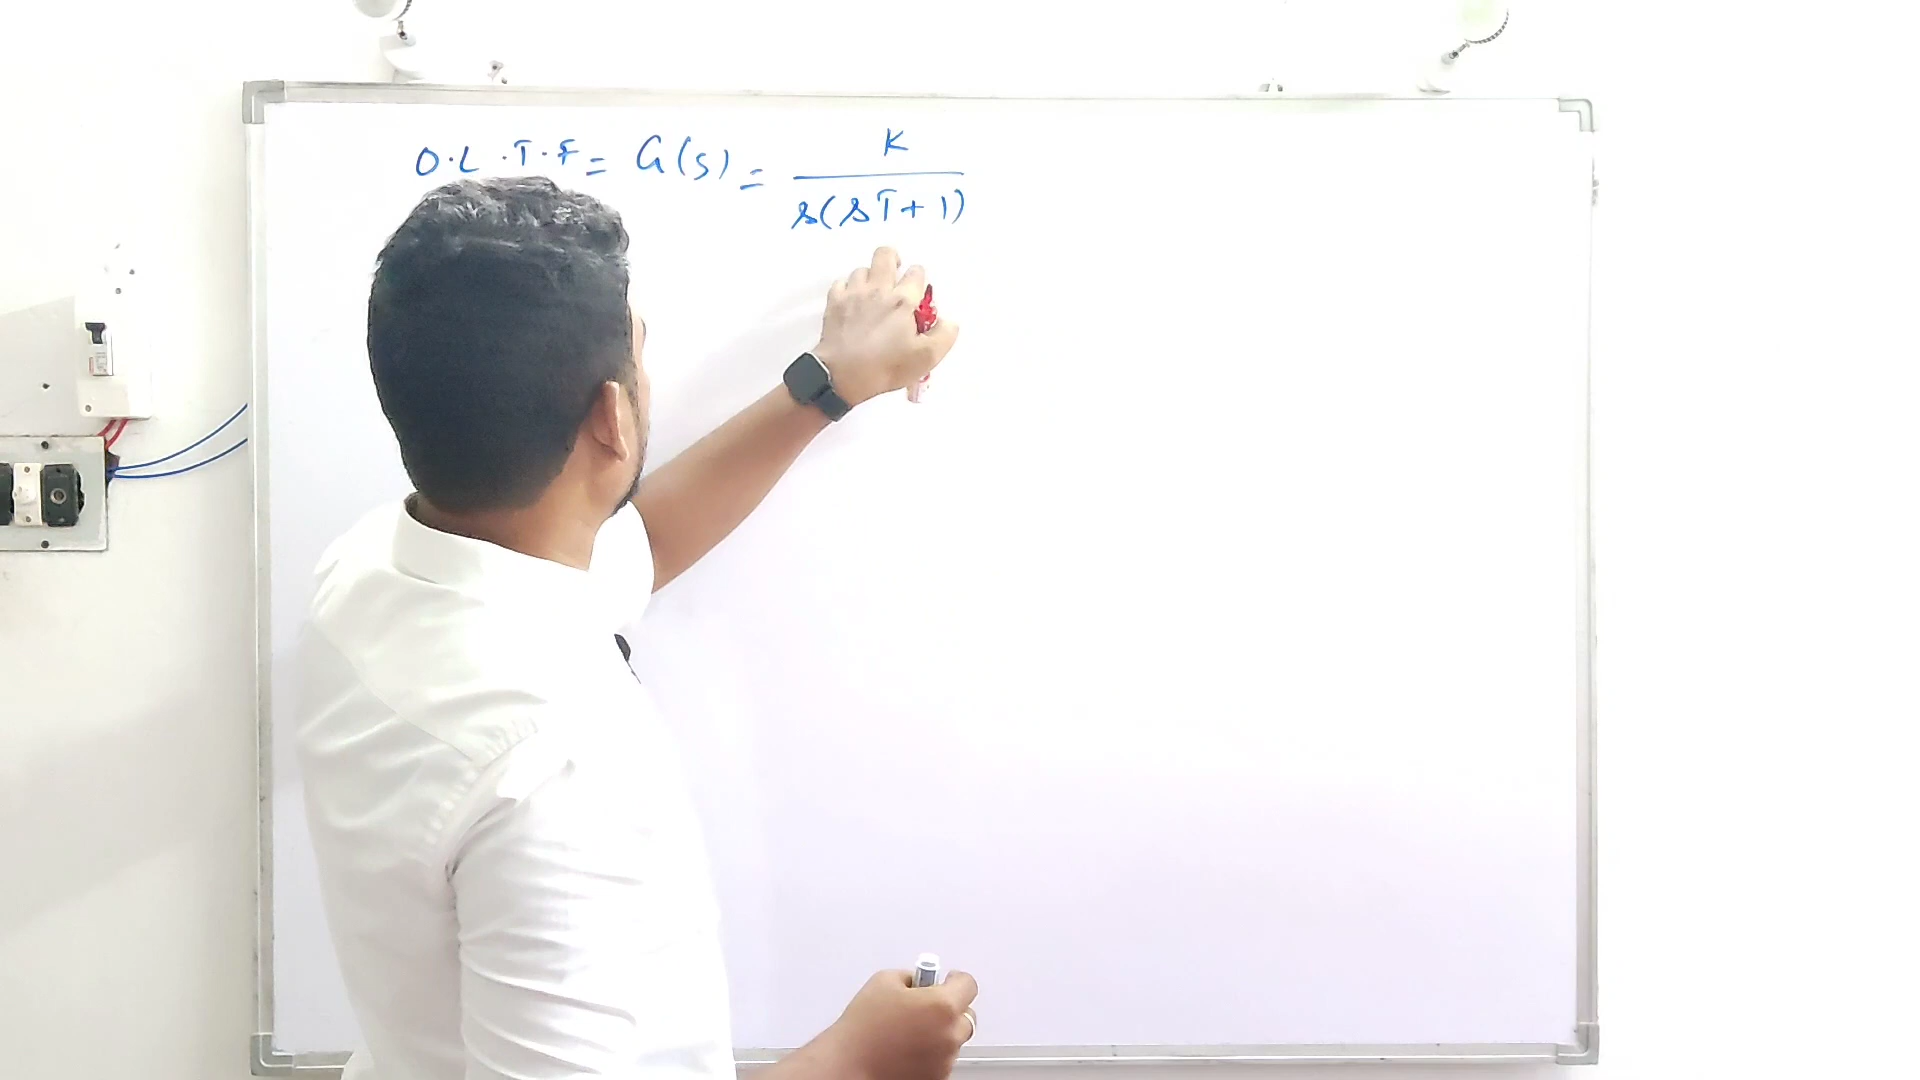 O.L.T.F = G(s) = K / s(sT+1)